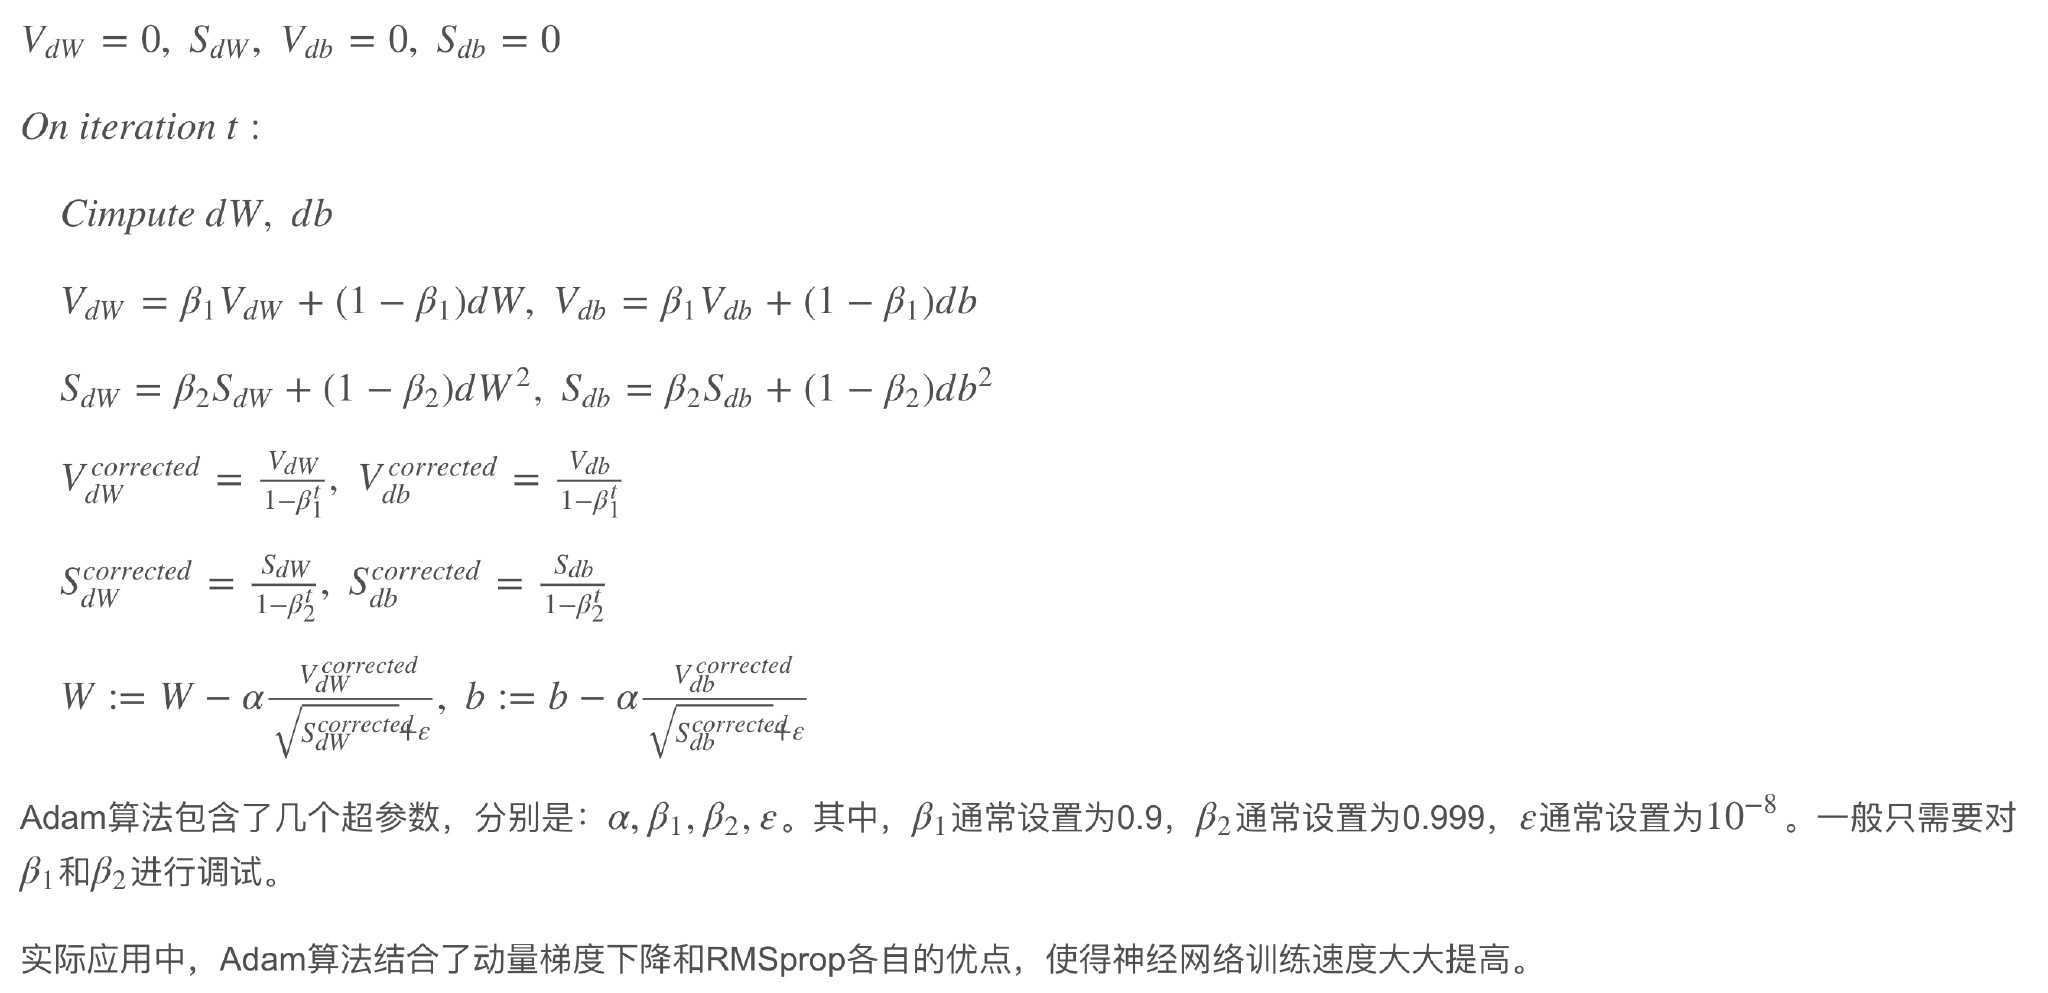 $V_{dW} = 0,\ S_{dW},\ V_{db} = 0,\ S_{db} = 0$
$On\ iteration\ t:$
$Cimpute\ dW,\ db$
$V_{dW} = \beta_1 V_{dW} + (1 - \beta_1)dW,\ V_{db} = \beta_1 V_{db} + (1 - \beta_1)db$
$S_{dW} = \beta_2 S_{dW} + (1 - \beta_2)dW^2,\ S_{db} = \beta_2 S_{db} + (1 - \beta_2)db^2$
$V_{dW}^{corrected} = \frac{V_{dW}}{1-\beta_1^t},\ V_{db}^{corrected} = \frac{V_{db}}{1-\beta_1^t}$
$S_{dW}^{corrected} = \frac{S_{dW}}{1-\beta_2^t},\ S_{db}^{corrected} = \frac{S_{db}}{1-\beta_2^t}$
$W := W - \alpha\frac{V_{dW}^{corrected}}{\sqrt{S_{dW}^{corrected}}+\varepsilon},\ b := b - \alpha\frac{V_{db}^{corrected}}{\sqrt{S_{db}^{corrected}}+\varepsilon}$
Adam算法包含了几个超参数，分别是：$\alpha, \beta_1, \beta_2, \varepsilon$。其中，$\beta_1$通常设置为0.9，$\beta_2$通常设置为0.999，$\varepsilon$通常设置为$10^{-8}$。一般只需要对
$\beta_1$和$\beta_2$进行调试。
实际应用中，Adam算法结合了动量梯度下降和RMSprop各自的优点，使得神经网络训练速度大大提高。